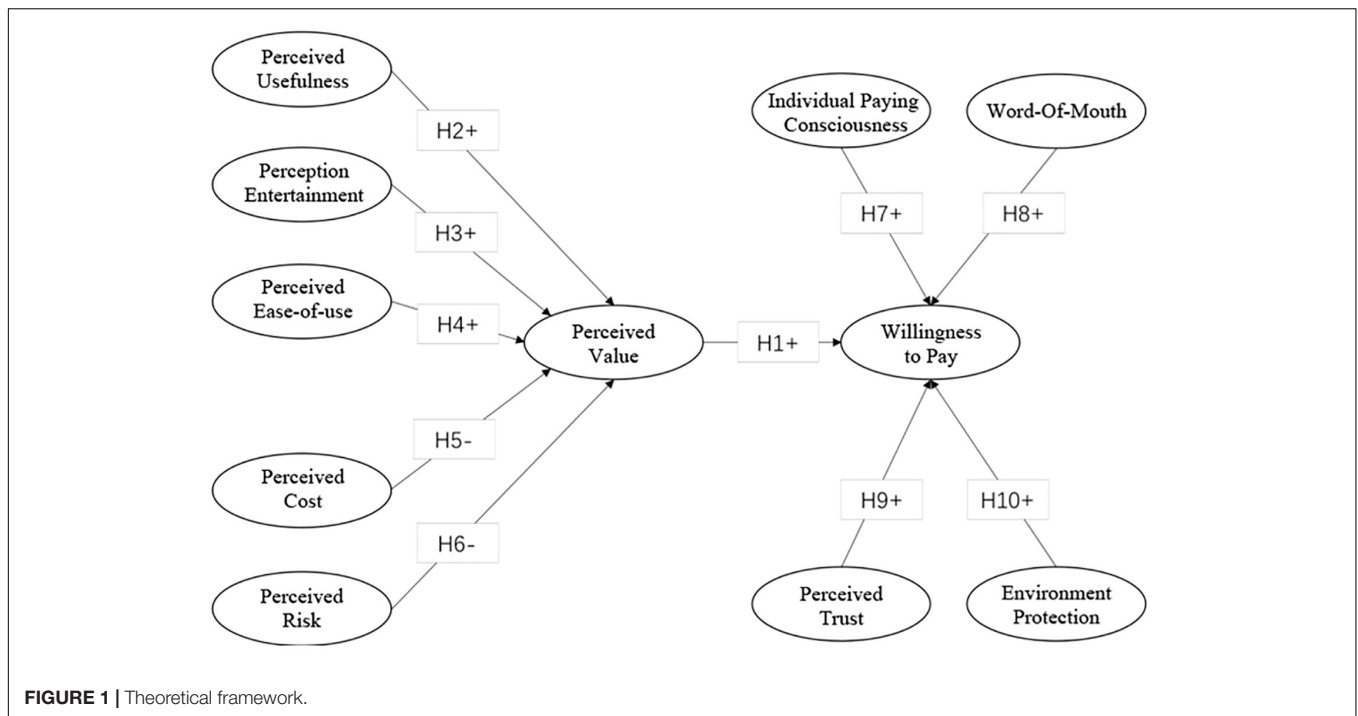 Perceived
Usefulness
H2+
Perception
Entertainment
H3+
Perceived
Ease-of-use
H4+
Perceived
Cost
H5-
Perceived
Risk
H6-
Perceived
Value
H1+
Individual Paying
Consciousness
H7+
Word-Of-Mouth
H8+
Willingness
to Pay
H9+
Perceived
Trust
H10+
Environment
Protection
FIGURE 1 | Theoretical framework.